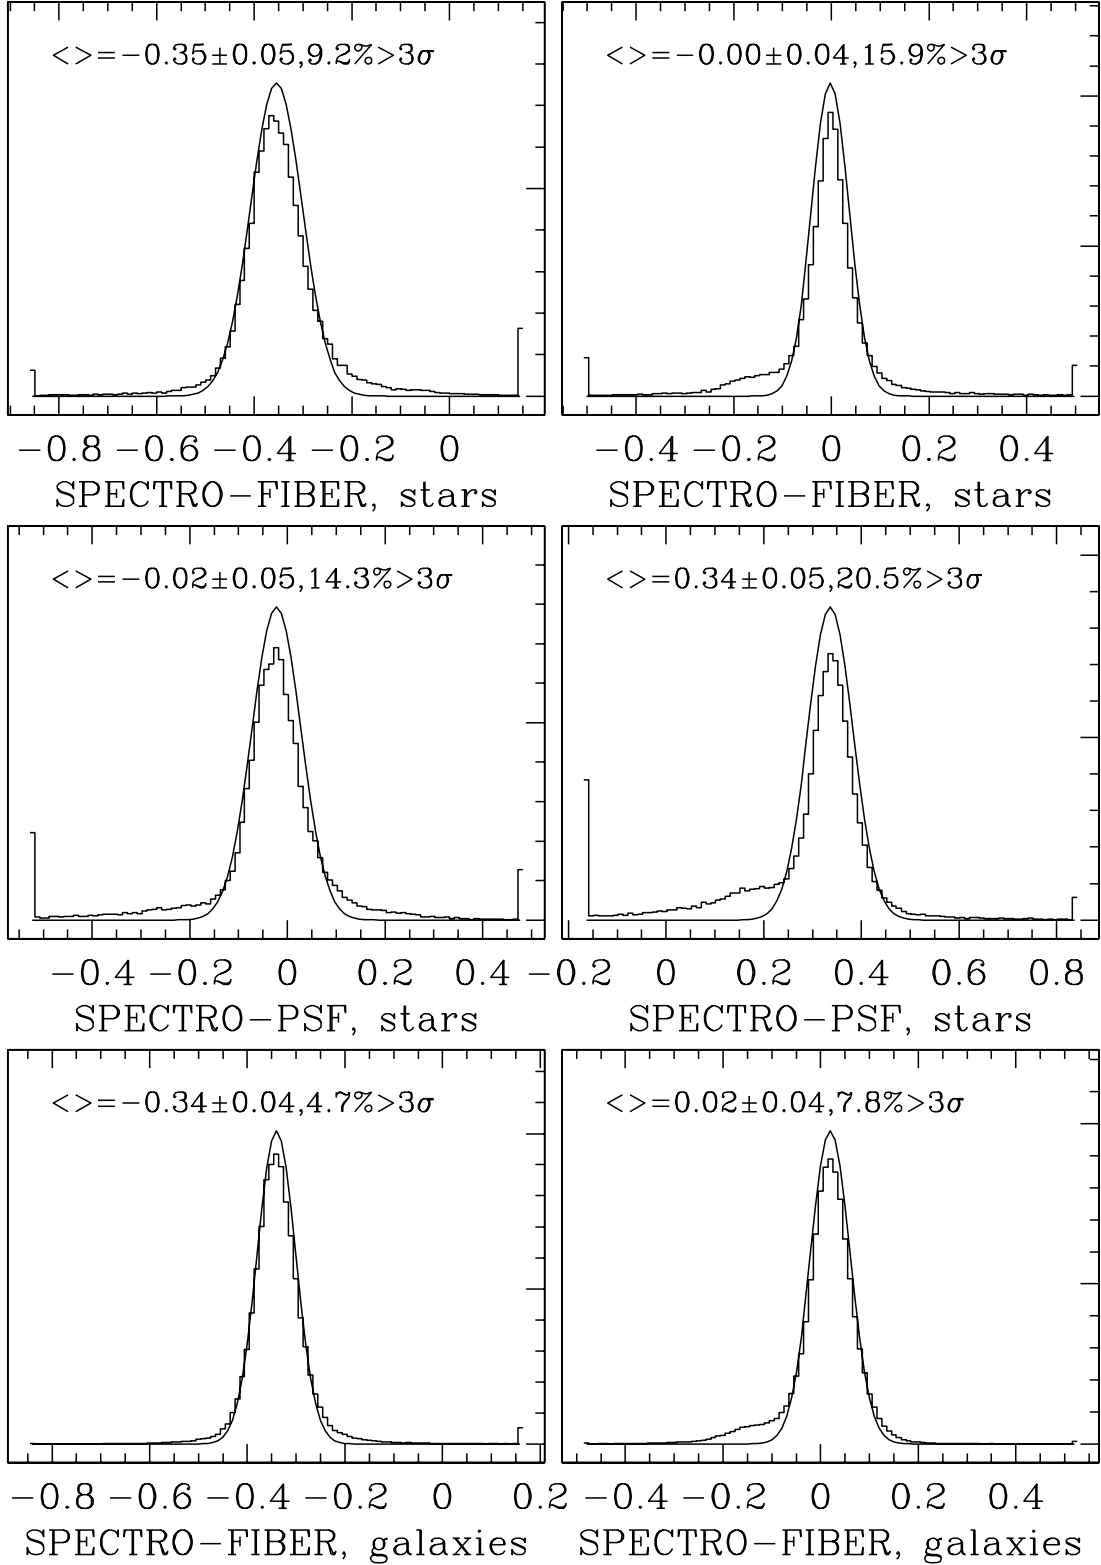 <>=−0.35±0.05,9.2%>3σ
−0.8 −0.6 −0.4 −0.2 0
SPECTRO−FIBER, stars
<>=−0.00±0.04,15.9%>3σ
−0.4 −0.2 0 0.2 0.4
SPECTRO−FIBER, stars
<>=−0.02±0.05,14.3%>3σ
−0.4 −0.2 0 0.2 0.4
SPECTRO−PSF, stars
<>=0.34±0.05,20.5%>3σ
−0.2 0 0.2 0.4 0.6 0.8
SPECTRO−PSF, stars
<>=−0.34±0.04,4.7%>3σ
−0.8 −0.6 −0.4 −0.2 0 0.2
SPECTRO−FIBER, galaxies
<>=0.02±0.04,7.8%>3σ
−0.4 −0.2 0 0.2 0.4
SPECTRO−FIBER, galaxies